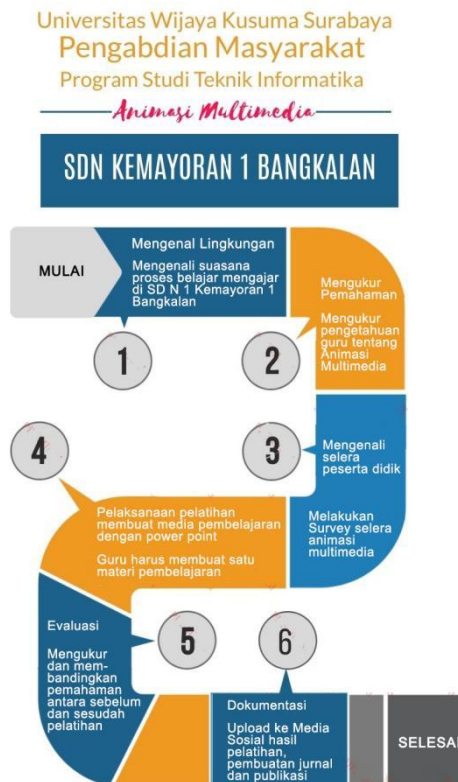 Universitas Wijaya Kusuma Surabaya
Pengabdian Masyarakat
Program Studi Teknik Informatika
Animasi Multimedia
SDN KEMAYORAN 1 BANGKALAN
MULAI
Mengenal Lingkungan
Mengenali suasana
proses belajar mengajar
di SD N 1 Kemayoran 1
Bangkalan
1
2
Mengukur
Pemahaman
Mengukur
pengetahuan
guru tentang
Animasi
Multimedia
3
Mengenali
selera
peserta didik
Melakukan
Survey selera
animasi
multimedia
4
Pelaksanaan pelatihan
membuat media pembelajaran
dengan power point
Guru harus membuat satu
materi pembelajaran
5
Evaluasi
Mengukur
dan mem-
bandingkan
pemahaman
antara sebelum
dan sesudah
pelatihan
6
Dokumentasi
Upload ke Media
Sosial hasil
pelatihan,
pembuatan jurnal
dan publikasi
SELESAI